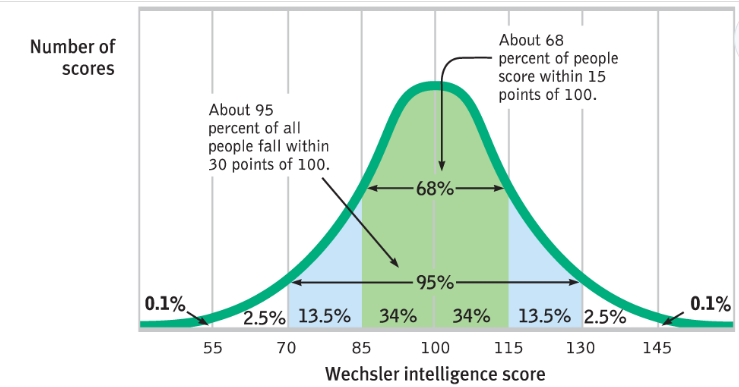 Number of
scores
About 68
percent of people
score within 15
points of 100.
About 95
percent of all
people fall within
30 points of 100.
68%
95%
0.1% 2.5% 13.5% 34% 34% 13.5% 2.5% 0.1%
55 70 85 100 115 130 145
Wechsler intelligence score